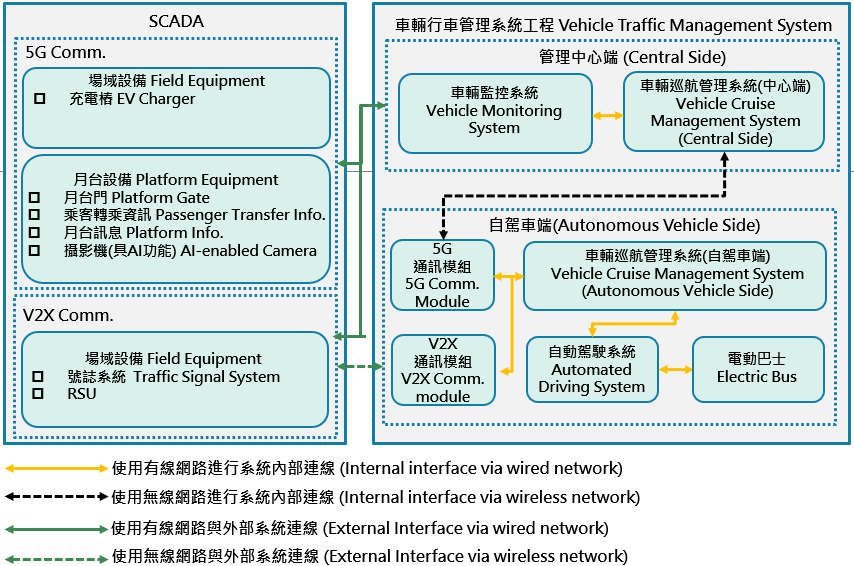 SCADA
5G Comm.
場域設備 Field Equipment
充電樁 EV Charger
月台設備 Platform Equipment
月台門 Platform Gate
乘客轉乘資訊 Passenger Transfer Info.
月台訊息 Platform Info.
攝影機(具AI功能) AI-enabled Camera
V2X Comm.
場域設備 Field Equipment
號誌系統 Traffic Signal System
RSU
車輛行車管理系統工程 Vehicle Traffic Management System
管理中心端 (Central Side)
車輛監控系統
Vehicle Monitoring
System
車輛巡航管理系統(中心端)
Vehicle Cruise
Management System
(Central Side)
自駕車端(Autonomous Vehicle Side)
5G
通訊模組
5G Comm.
Module
車輛巡航管理系統(自駕車端)
Vehicle Cruise Management System
(Autonomous Vehicle Side)
V2X
通訊模組
V2X Comm.
module
自動駕駛系統
Automated
Driving System
電動巴士
Electric Bus
使用有線網路進行系統內部連線 (Internal interface via wired network)
使用無線網路進行系統內部連線 (Internal interface via wireless network)
使用有線網路與外部系統連線 (External Interface via wired network)
使用無線網路與外部系統連線 (External Interface via wireless network)